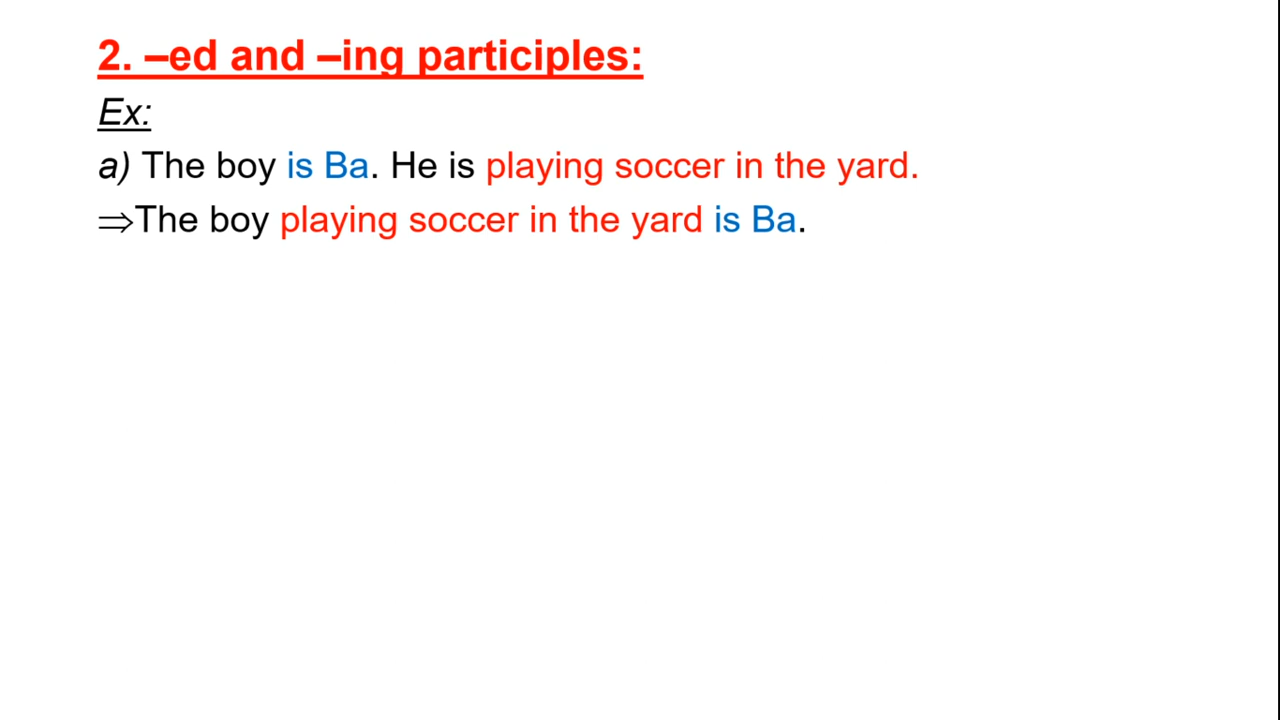 2. –ed and –ing participles:
Ex:
a) The boy is Ba. He is playing soccer in the yard.
⇒The boy playing soccer in the yard is Ba.